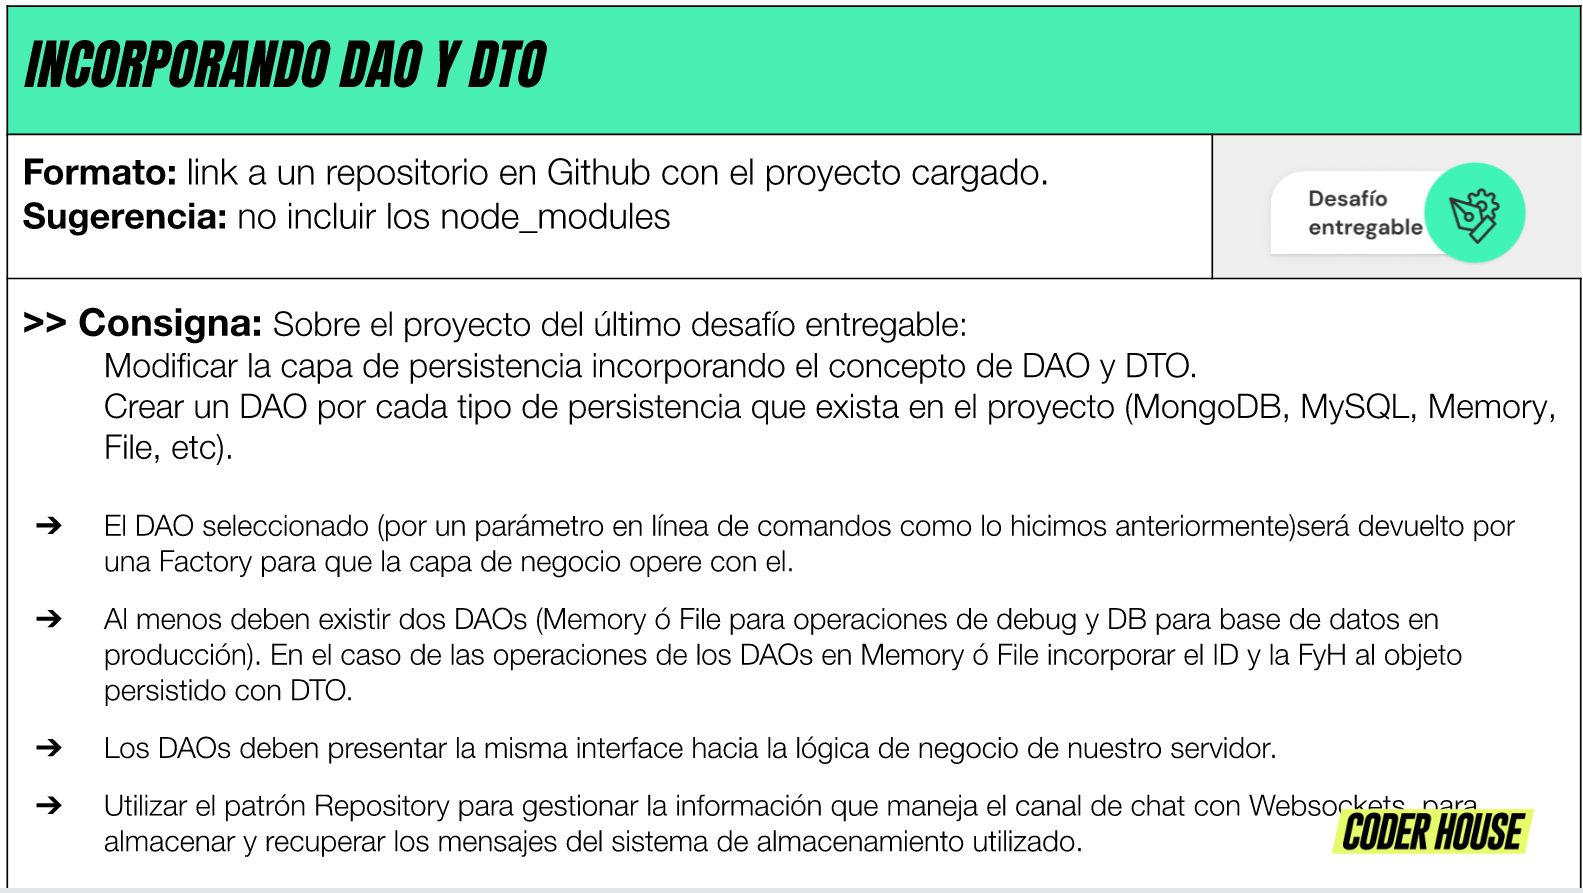 INCORPORANDO DAO Y DTO
Formato: link a un repositorio en Github con el proyecto cargado.
Sugerencia: no incluir los node_modules
Desafío
entregable
>> Consigna: Sobre el proyecto del último desafío entregable:
Modificar la capa de persistencia incorporando el concepto de DAO y DTO.
Crear un DAO por cada tipo de persistencia que exista en el proyecto (MongoDB, MySQL, Memory,
File, etc).
➔ El DAO seleccionado (por un parámetro en línea de comandos como lo hicimos anteriormente)será devuelto por
una Factory para que la capa de negocio opere con el.
➔ Al menos deben existir dos DAOs (Memory ó File para operaciones de debug y DB para base de datos en
producción). En el caso de las operaciones de los DAOs en Memory ó File incorporar el ID y la FyH al objeto
persistido con DTO.
➔ Los DAOs deben presentar la misma interface hacia la lógica de negocio de nuestro servidor.
➔ Utilizar el patrón Repository para gestionar la información que maneja el canal de chat con Websockets, para
almacenar y recuperar los mensajes del sistema de almacenamiento utilizado.
CODER HOUSE